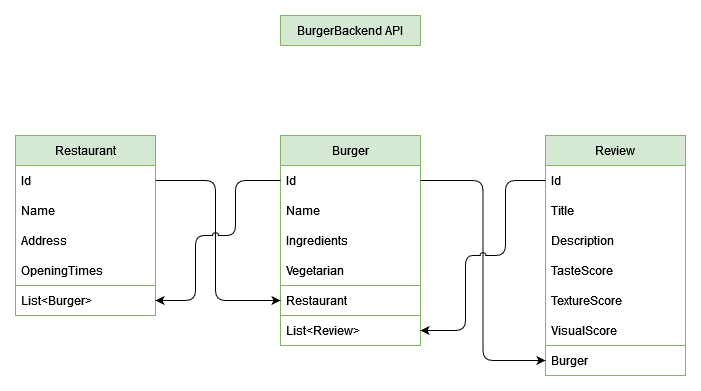 BurgerBackend API
Restaurant
Id
Name
Address
OpeningTimes
List<Burger>
Burger
Id
Name
Ingredients
Vegetarian
Restaurant
List<Review>
Review
Id
Title
Description
TasteScore
TextureScore
VisualScore
Burger